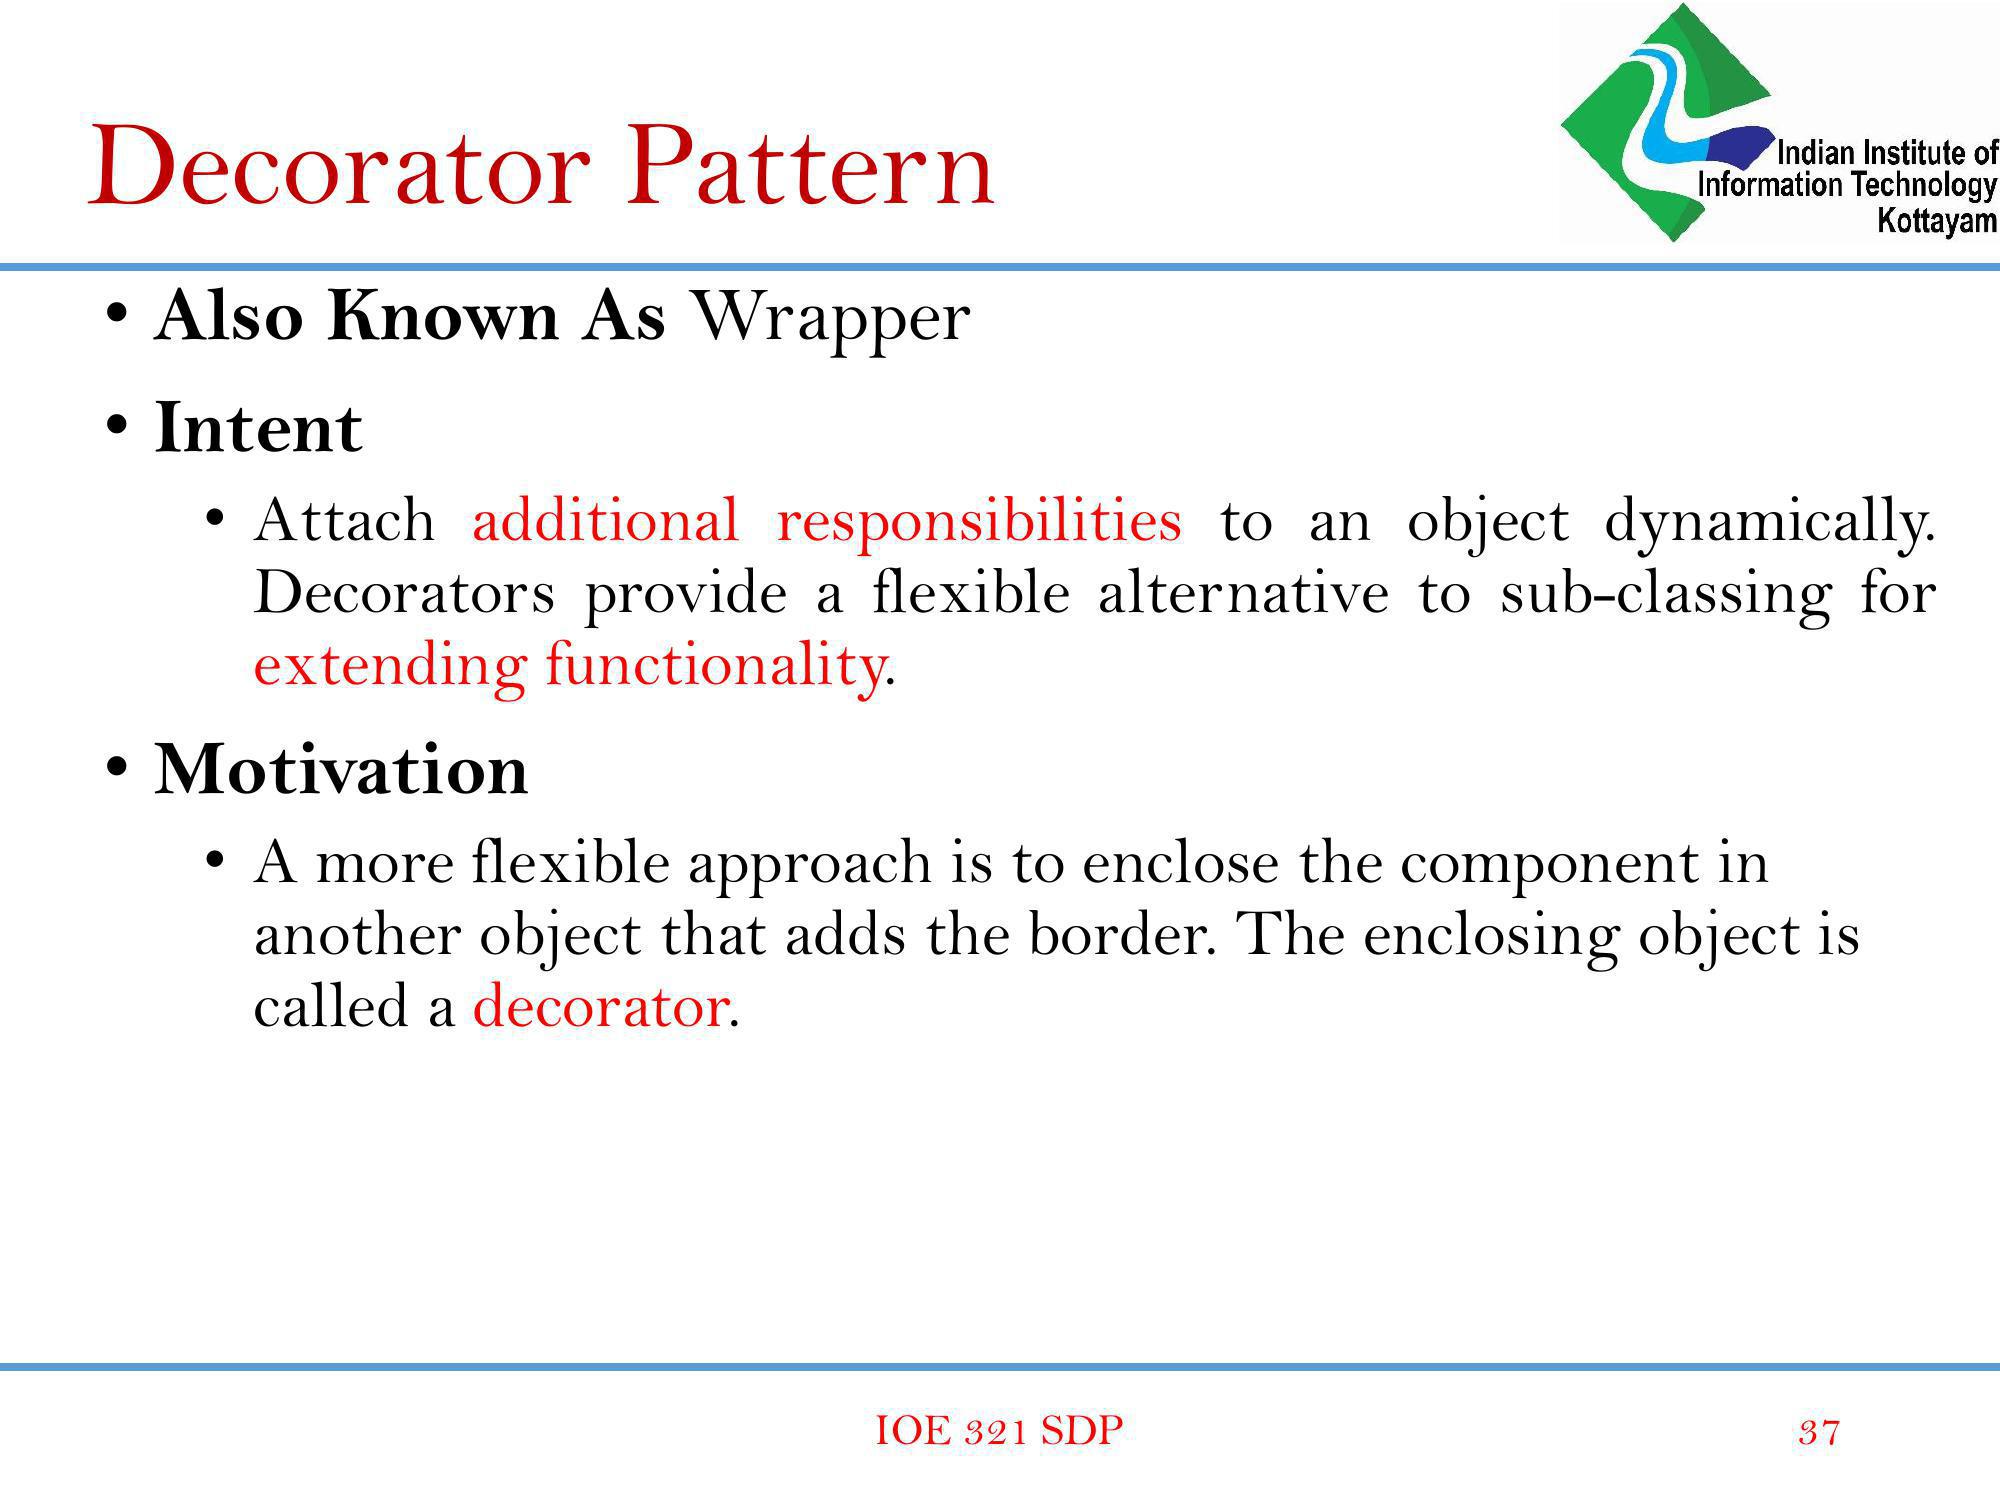 Indian Institute of
Information Technology
Kottayam
Decorator Pattern
• Also Known As Wrapper
• Intent
• Attach additional responsibilities to an object dynamically.
Decorators provide a flexible alternative to sub-classing for
extending functionality.
• Motivation
• A more flexible approach is to enclose the component in
another object that adds the border. The enclosing object is
called a decorator.
IOE 321 SDP
37